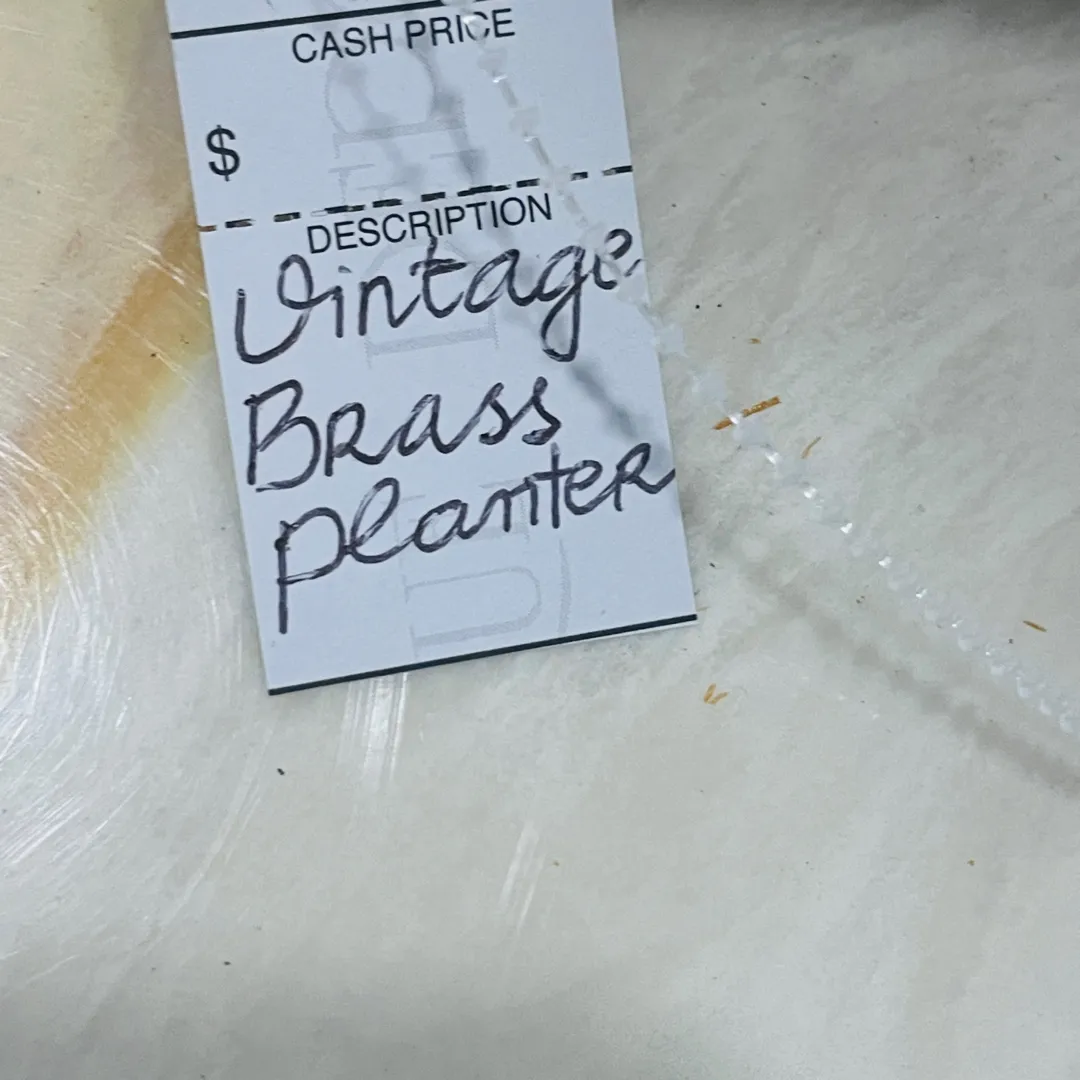 CASH PRICE
$
DESCRIPTION
Vintage
Brass
Planter